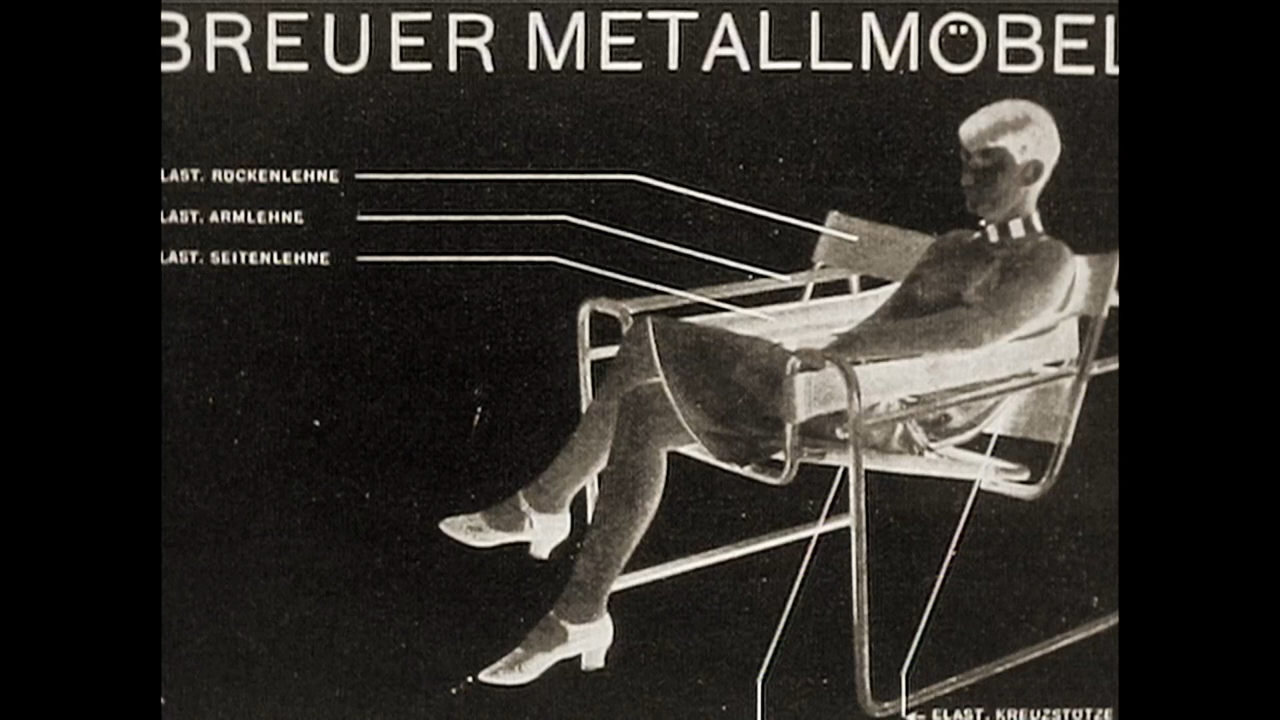 BREUER METALLMÖBEL
LAST. RÜCKENLEHNE
LAST. ARMLEHNE
LAST. SEITENLEHNE
ELAST. KREUZSTÜTZE